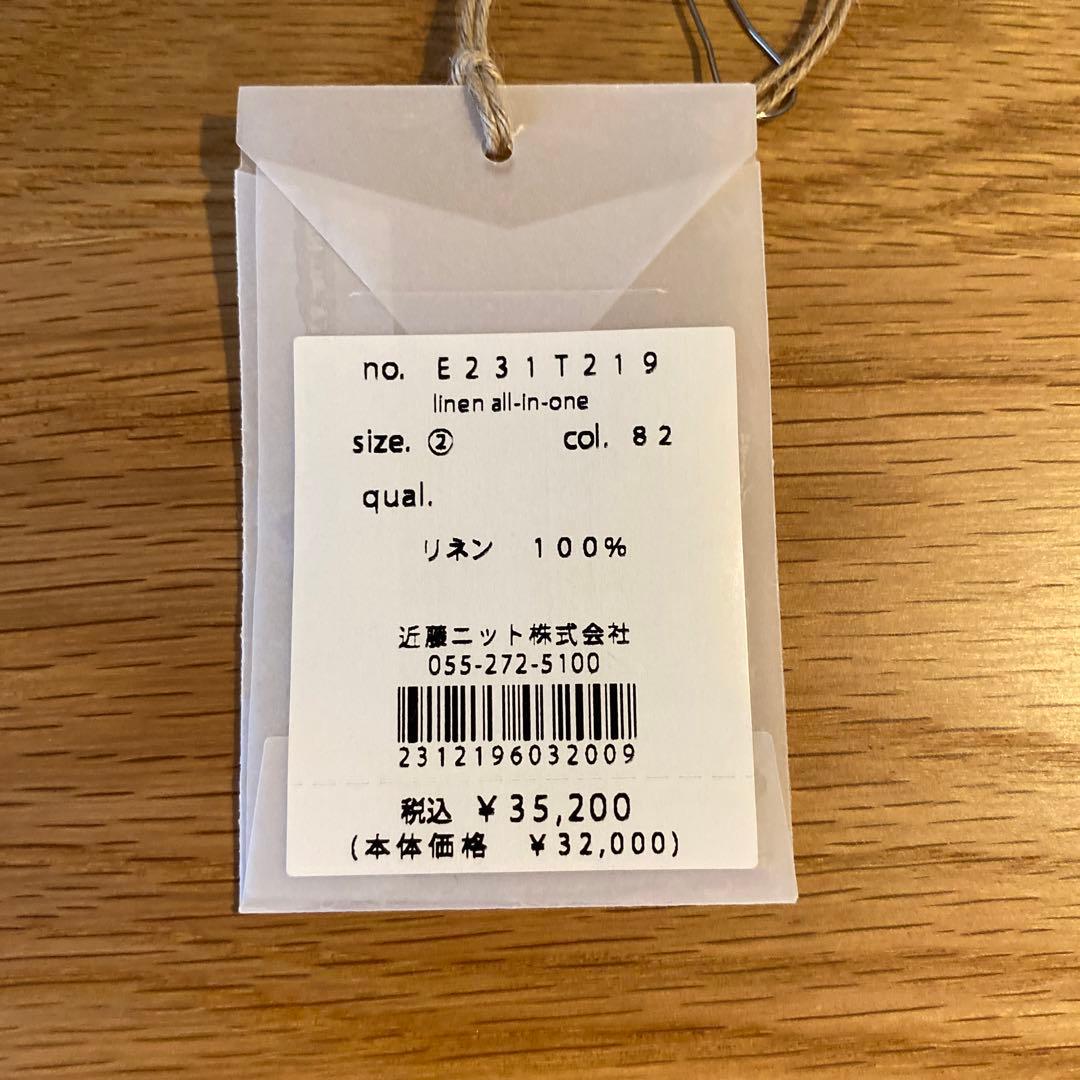 no. E231T219
linen all-in-one
size. ② col. 82
qual.
リネン 100%
近藤ニット株式会社
055-272-5100
2312196032009
税込 ¥35,200
(本体価格 ¥32,000)